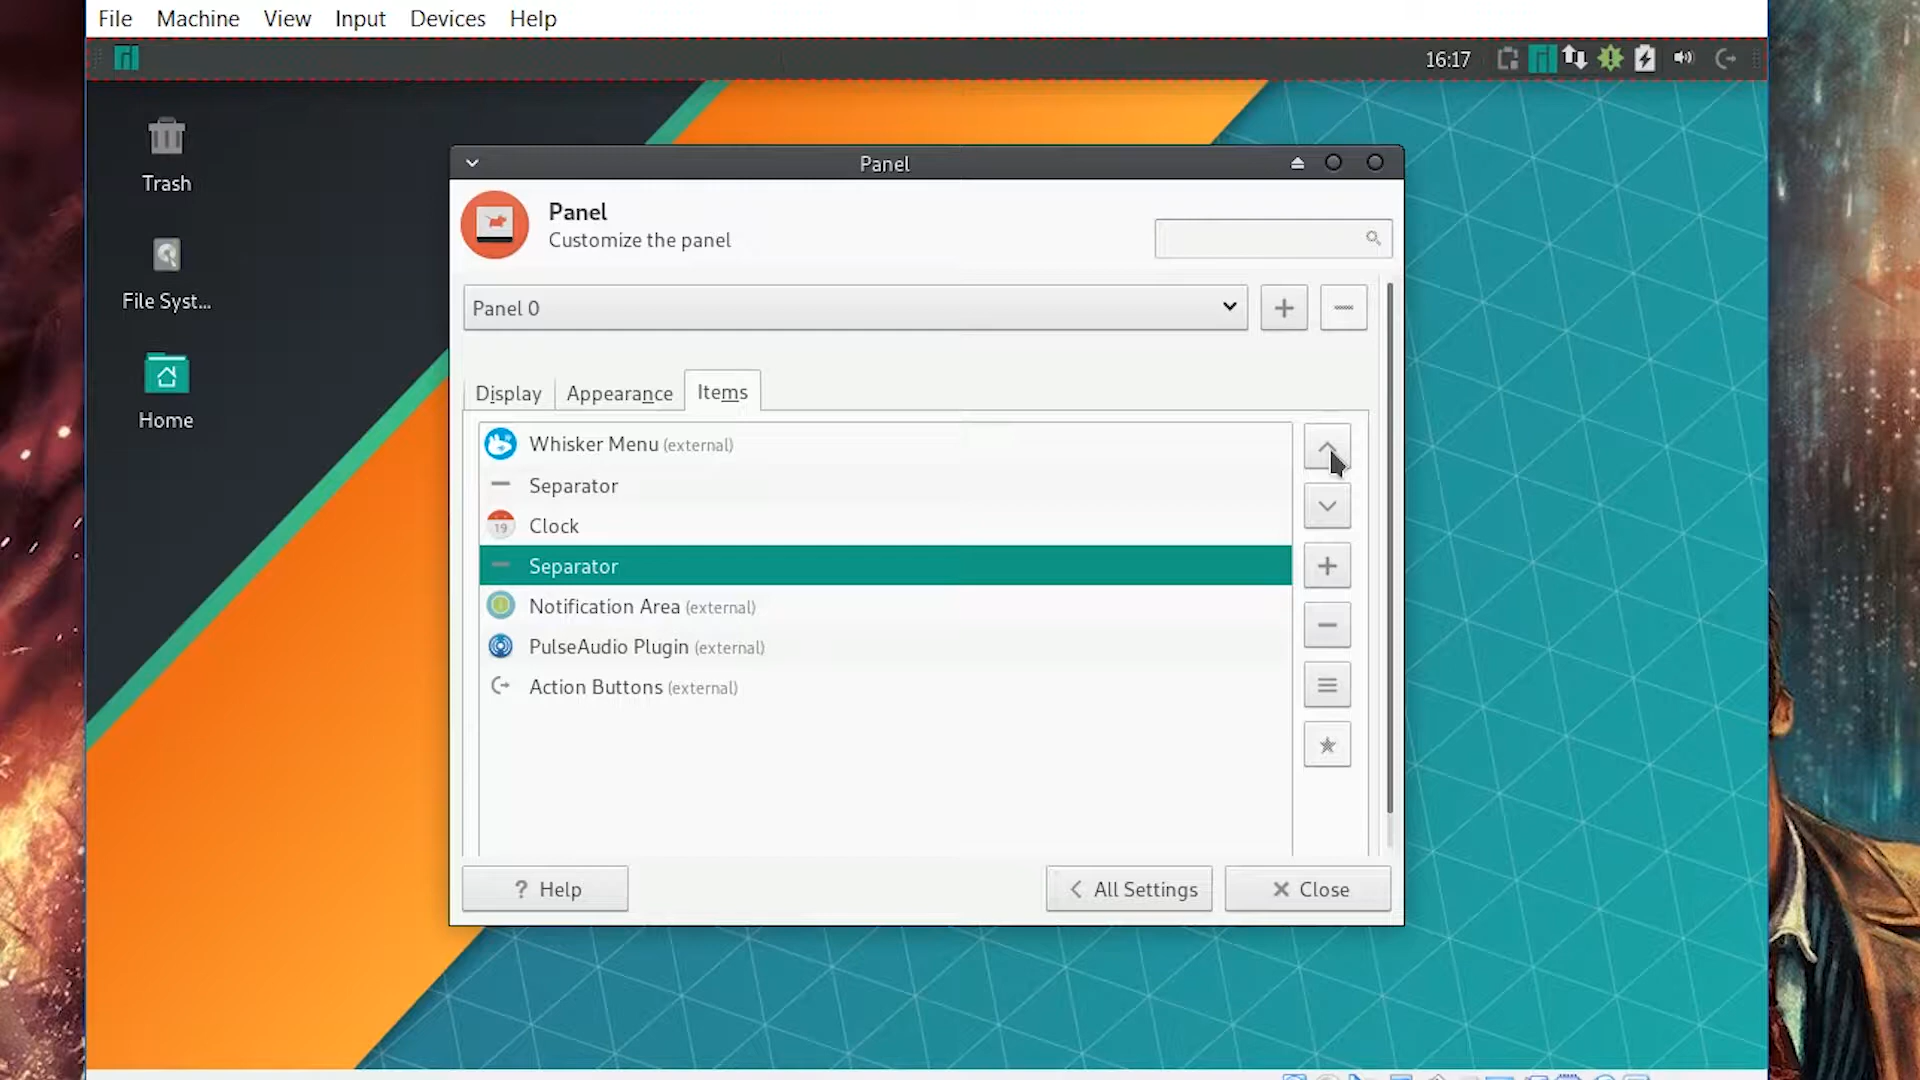 File Machine View Input Devices Help
16:17
Trash
File Syst...
Home
Panel
Panel
Customize the panel
Panel 0
Display Appearance Items
Whisker Menu (external)
Separator
19 Clock
Separator
Notification Area (external)
PulseAudio Plugin (external)
Action Buttons (external)
? Help
All Settings
Close